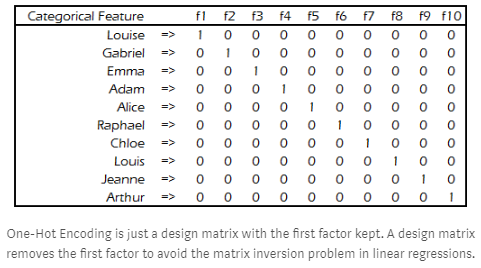 Categorical Feature f1 f2 f3 f4 f5 f6 f7 f8 f9 f10
Louise => 1 0 0 0 0 0 0 0 0 0
Gabriel => 0 1 0 0 0 0 0 0 0 0
Emma => 0 0 1 0 0 0 0 0 0 0
Adam => 0 0 0 1 0 0 0 0 0 0
Alice => 0 0 0 0 1 0 0 0 0 0
Raphael => 0 0 0 0 0 1 0 0 0 0
Chloe => 0 0 0 0 0 0 1 0 0 0
Louis => 0 0 0 0 0 0 0 1 0 0
Jeanne => 0 0 0 0 0 0 0 0 1 0
Arthur => 0 0 0 0 0 0 0 0 0 1
One-Hot Encoding is just a design matrix with the first factor kept. A design matrix
removes the first factor to avoid the matrix inversion problem in linear regressions.